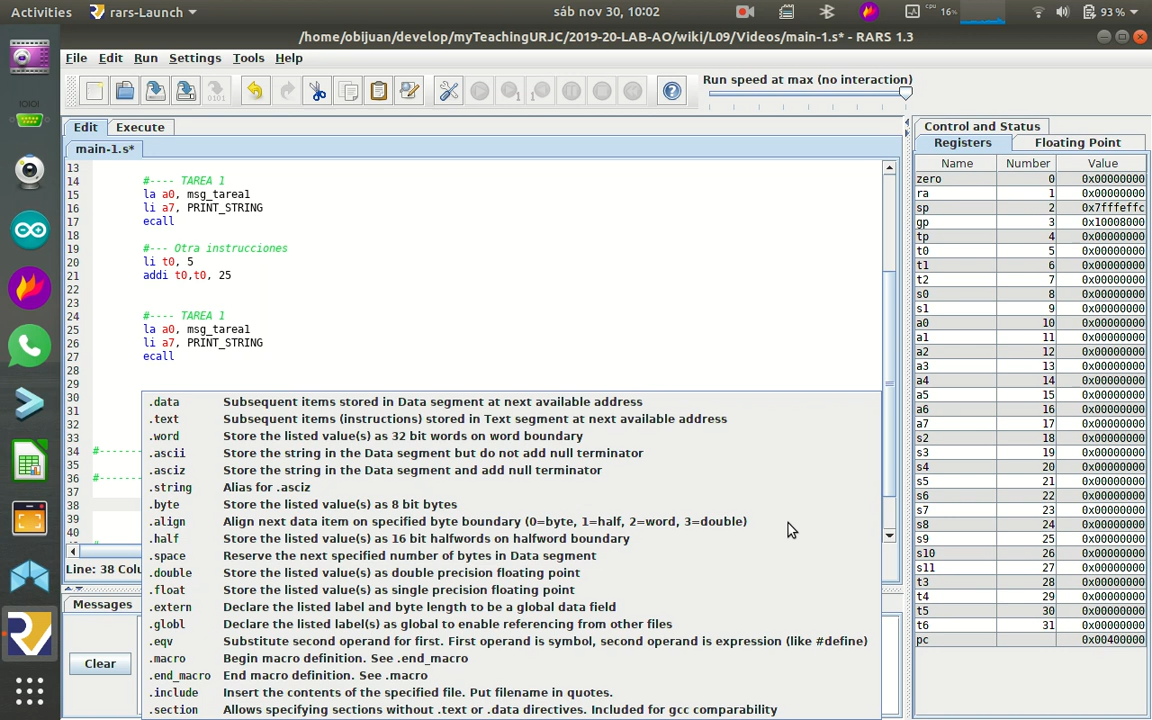 Activities rars-Launch sáb nov 30, 10:02 cpu 16% 93 %
/home/obijuan/develop/myTeachingURJC/2019-20-LAB-AO/wiki/L09/Videos/main-1.s* - RARS 1.3
File Edit Run Settings Tools Help
Run speed at max (no interaction)
Edit Execute
main-1.s*
13
14 #---- TAREA 1
15 la a0, msg_tarea1
16 li a7, PRINT_STRING
17 ecall
18
19 #--- Otra instrucciones
20 li t0, 5
21 addi t0,t0, 25
22
23
24 #---- TAREA 1
25 la a0, msg_tarea1
26 li a7, PRINT_STRING
27 ecall
28
29
30
31
32
33
34 #-------
35
36 #-------
37
38
39
40
Line: 38 Colu
Messages
Clear
.data Subsequent items stored in Data segment at next available address
.text Subsequent items (instructions) stored in Text segment at next available address
.word Store the listed value(s) as 32 bit words on word boundary
.ascii Store the string in the Data segment but do not add null terminator
.asciz Store the string in the Data segment and add null terminator
.string Alias for .asciz
.byte Store the listed value(s) as 8 bit bytes
.align Align next data item on specified byte boundary (0=byte, 1=half, 2=word, 3=double)
.half Store the listed value(s) as 16 bit halfwords on halfword boundary
.space Reserve the next specified number of bytes in Data segment
.double Store the listed value(s) as double precision floating point
.float Store the listed value(s) as single precision floating point
.extern Declare the listed label and byte length to be a global data field
.globl Declare the listed label(s) as global to enable referencing from other files
.eqv Substitute second operand for first. First operand is symbol, second operand is expression (like #define)
.macro Begin macro definition. See .end_macro
.end_macro End macro definition. See .macro
.include Insert the contents of the specified file. Put filename in quotes.
.section Allows specifying sections without .text or .data directives. Included for gcc comparability
Control and Status
Registers Floating Point
Name Number Value
zero 0 0x00000000
ra 1 0x00000000
sp 2 0x7fffeffc
gp 3 0x10008000
tp 4 0x00000000
t0 5 0x00000000
t1 6 0x00000000
t2 7 0x00000000
s0 8 0x00000000
s1 9 0x00000000
a0 10 0x00000000
a1 11 0x00000000
a2 12 0x00000000
a3 13 0x00000000
a4 14 0x00000000
a5 15 0x00000000
a6 16 0x00000000
a7 17 0x00000000
s2 18 0x00000000
s3 19 0x00000000
s4 20 0x00000000
s5 21 0x00000000
s6 22 0x00000000
s7 23 0x00000000
s8 24 0x00000000
s9 25 0x00000000
s10 26 0x00000000
s11 27 0x00000000
t3 28 0x00000000
t4 29 0x00000000
t5 30 0x00000000
t6 31 0x00000000
pc 0x00400000